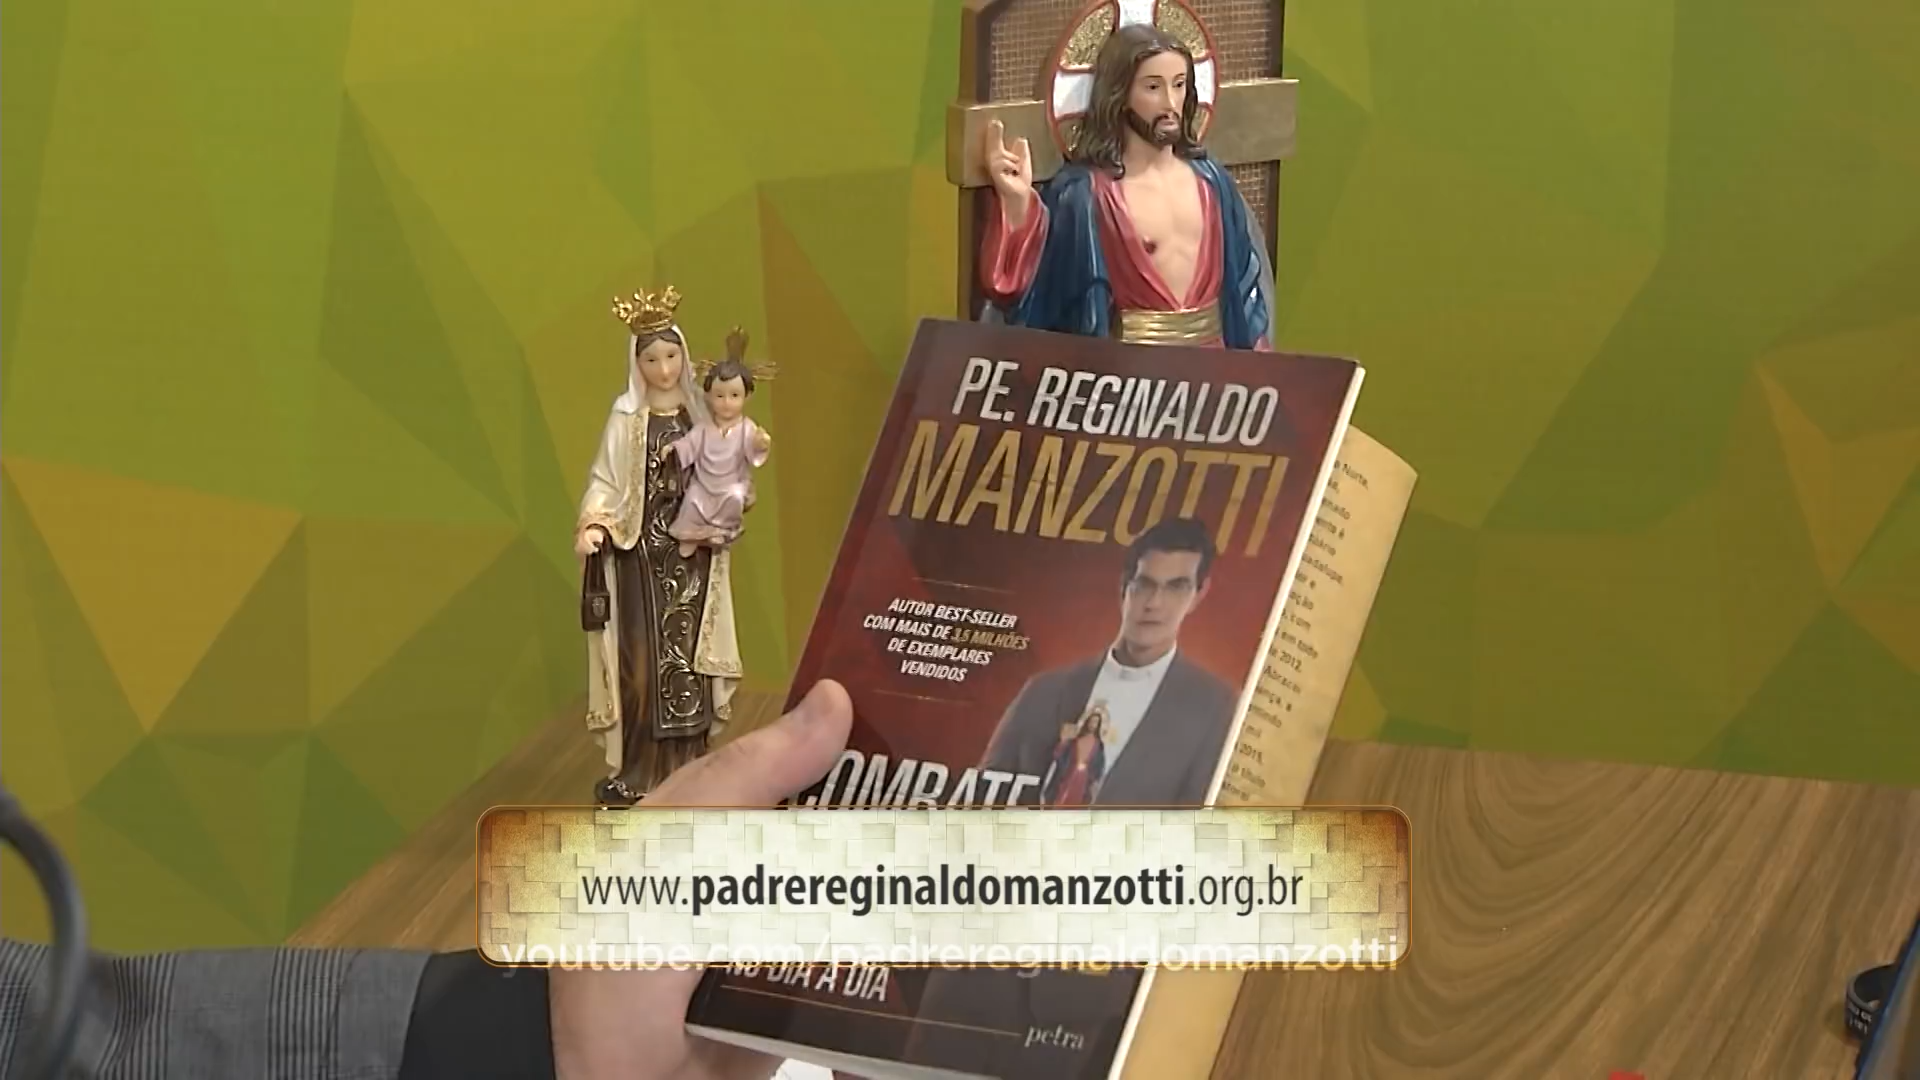 PE. REGINALDO
MANZOTTI
AUTOR BEST-SELLER
COM MAIS DE 3,5 MILHÕES
DE EXEMPLARES
VENDIDOS
COMBATE
www.padrereginaldomanzotti.org.br
youtube.com/padrereginaldomanzotti
NO DIA A DIA
petra